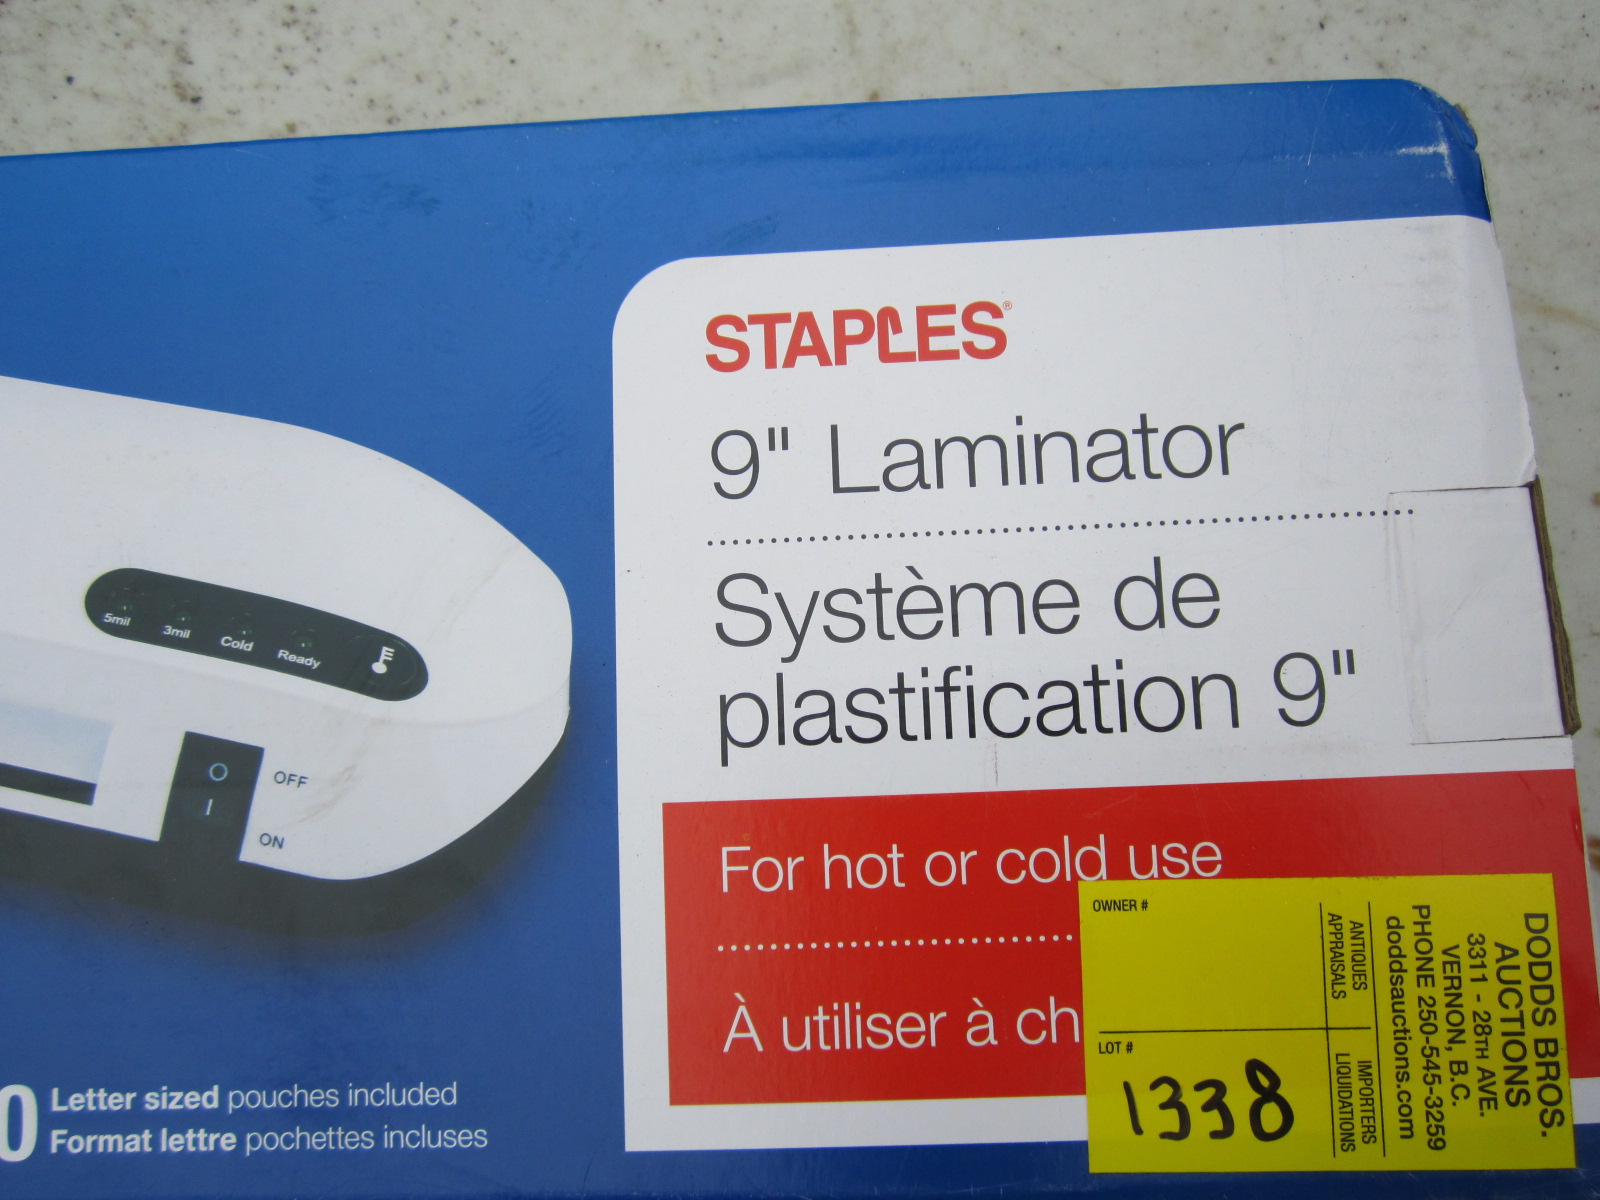 STAPLES®
9" Laminator
Système de
plastification 9"
For hot or cold use
À utiliser à ch
5mil 3mil Cold Ready
O OFF
I ON
0 Letter sized pouches included
Format lettre pochettes incluses
OWNER #
LOT #
1338
ANTIQUES
APPRAISALS
IMPORTERS
LIQUIDATIONS
DODDS BROS.
AUCTIONS
3311 - 28TH AVE.
VERNON, B.C.
PHONE 250-545-3259
doddsauctions.com